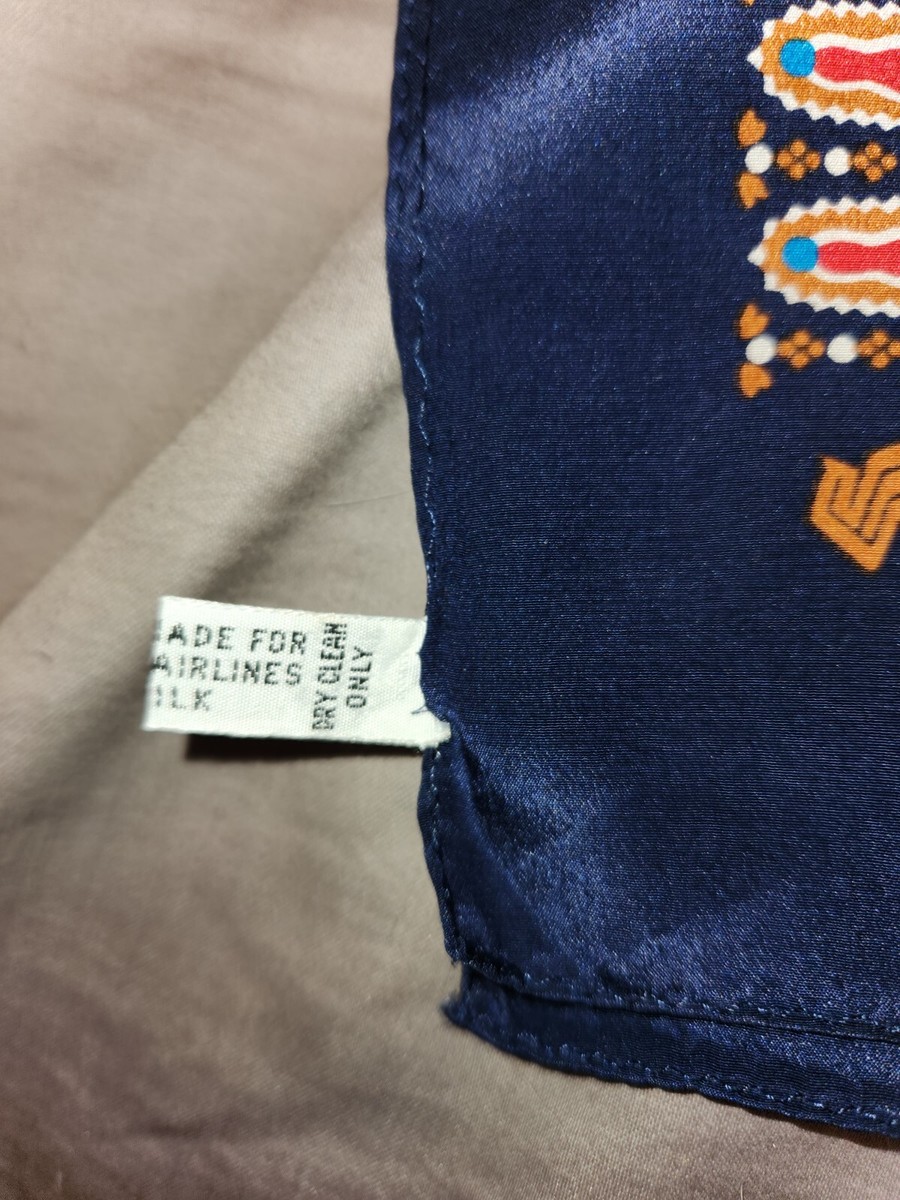 ADE FOR
AIRLINES
ILK
DRY CLEAN
ONLY